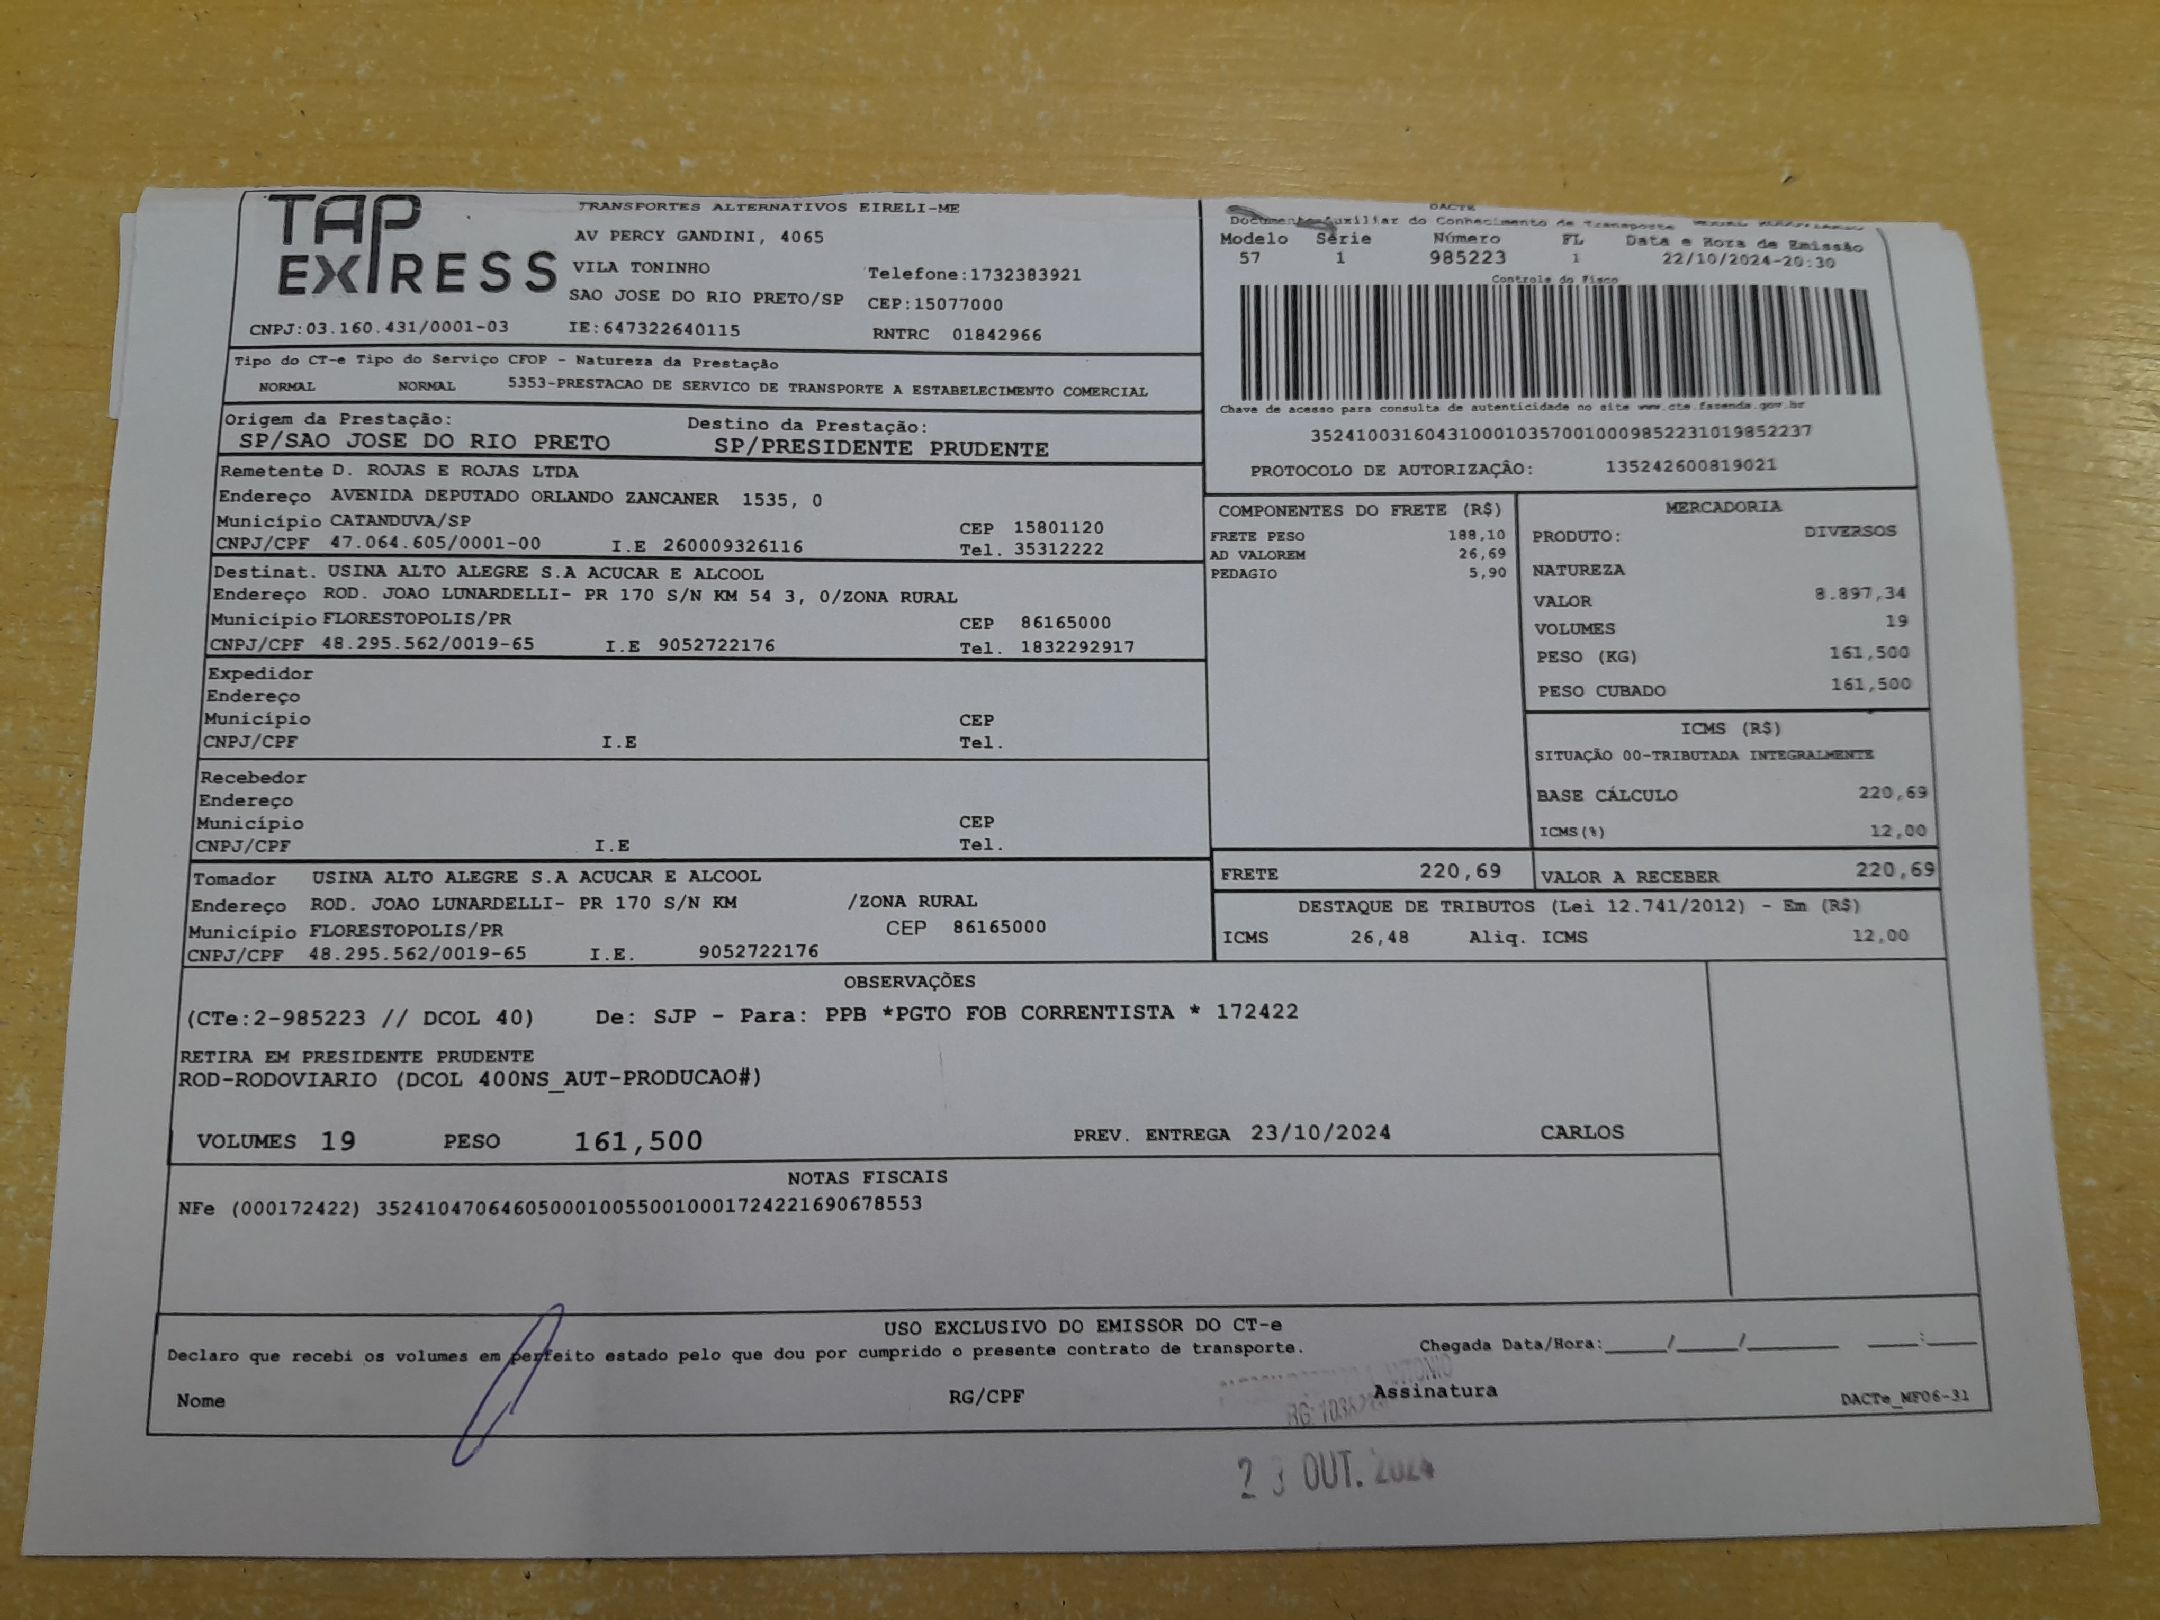 TAP EXPRESS
TRANSPORTES ALTERNATIVOS EIRELI-ME
AV PERCY GANDINI, 4065
VILA TONINHO Telefone:1732383921
SAO JOSE DO RIO PRETO/SP CEP:15077000
CNPJ:03.160.431/0001-03 IE:647322640115 RNTRC 01842966
DACTE
Documento Auxiliar do Conhecimento de Transporte
Modelo Série Número FL Data e Hora de Emissão
57 1 985223 1 22/10/2024-20:30
Controle do Fisco
Chave de acesso para consulta de autenticidade no site www.cte.fazenda.gov.br
35241003160431000103570010009852231019852237
PROTOCOLO DE AUTORIZAÇÃO: 135242600819021
Tipo do CT-e Tipo do Serviço CFOP - Natureza da Prestação
NORMAL NORMAL 5353-PRESTACAO DE SERVICO DE TRANSPORTE A ESTABELECIMENTO COMERCIAL
Origem da Prestação: Destino da Prestação:
SP/SAO JOSE DO RIO PRETO SP/PRESIDENTE PRUDENTE
Remetente D. ROJAS E ROJAS LTDA
Endereço AVENIDA DEPUTADO ORLANDO ZANCANER 1535, 0
Município CATANDUVA/SP CEP 15801120
CNPJ/CPF 47.064.605/0001-00 I.E 260009326116 Tel. 35312222
Destinat. USINA ALTO ALEGRE S.A ACUCAR E ALCOOL
Endereço ROD. JOAO LUNARDELLI- PR 170 S/N KM 54 3, 0/ZONA RURAL
Município FLORESTOPOLIS/PR CEP 86165000
CNPJ/CPF 48.295.562/0019-65 I.E 9052722176 Tel. 1832292917
Expedidor
Endereço
Município CEP
CNPJ/CPF I.E Tel.
Recebedor
Endereço
Município CEP
CNPJ/CPF I.E Tel.
Tomador USINA ALTO ALEGRE S.A ACUCAR E ALCOOL
Endereço ROD. JOAO LUNARDELLI- PR 170 S/N KM /ZONA RURAL
Município FLORESTOPOLIS/PR CEP 86165000
CNPJ/CPF 48.295.562/0019-65 I.E. 9052722176
COMPONENTES DO FRETE (R$)
FRETE PESO 188,10
AD VALOREM 26,69
PEDAGIO 5,90
MERCADORIA
PRODUTO: DIVERSOS
NATUREZA
VALOR 8.897,34
VOLUMES 19
PESO (KG) 161,500
PESO CUBADO 161,500
ICMS (R$)
SITUAÇÃO 00-TRIBUTADA INTEGRALMENTE
BASE CÁLCULO 220,69
ICMS(%) 12,00
FRETE 220,69 VALOR A RECEBER 220,69
DESTAQUE DE TRIBUTOS (Lei 12.741/2012) - Em (R$)
ICMS 26,48 Aliq. ICMS 12,00
OBSERVAÇÕES
(CTe:2-985223 // DCOL 40) De: SJP - Para: PPB *PGTO FOB CORRENTISTA * 172422
RETIRA EM PRESIDENTE PRUDENTE
ROD-RODOVIARIO (DCOL 400NS_AUT-PRODUCAO#)
VOLUMES 19 PESO 161,500 PREV. ENTREGA 23/10/2024 CARLOS
NOTAS FISCAIS
NFe (000172422) 35241047064605000100550010001724221690678553
USO EXCLUSIVO DO EMISSOR DO CT-e
Declaro que recebi os volumes em perfeito estado pelo que dou por cumprido o presente contrato de transporte. Chegada Data/Hora:_____/_____/_______ ____:____
Nome RG/CPF Assinatura DACTe_MF06-31
23 OUT. 2024